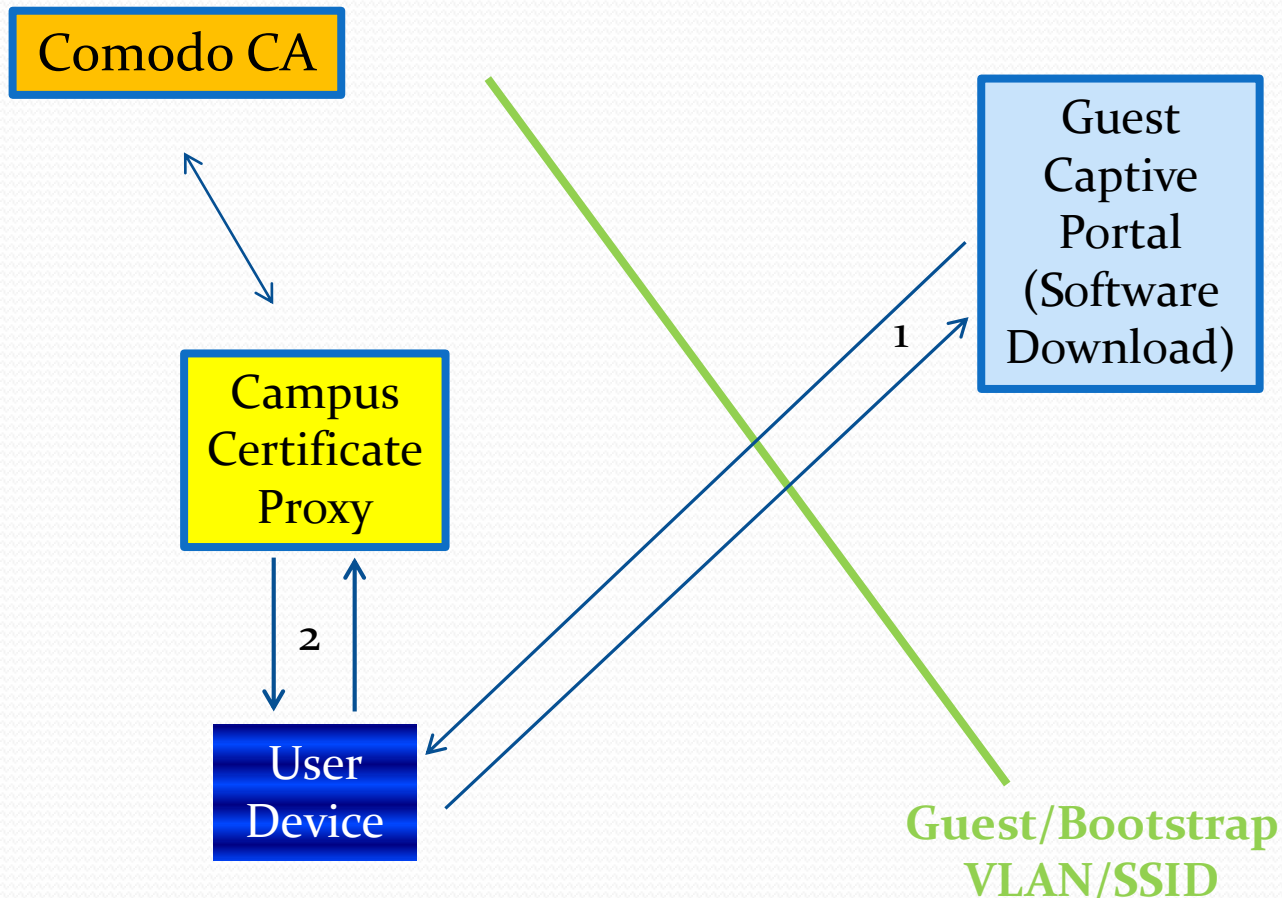 Comodo CA
Guest
Captive
Portal
(Software
Download)
1
Campus
Certificate
Proxy
2
User
Device
Guest/Bootstrap
VLAN/SSID